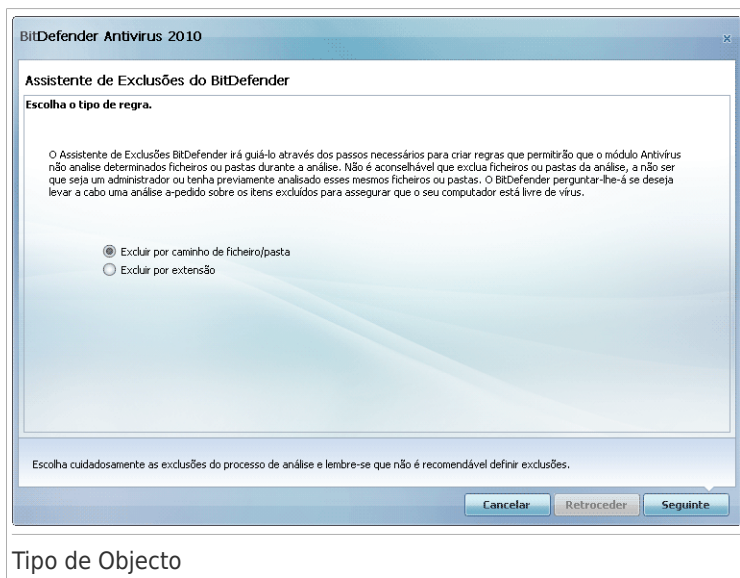 BitDefender Antivirus 2010
Assistente de Exclusões do BitDefender
Escolha o tipo de regra.
O Assistente de Exclusões BitDefender irá guiá-lo através dos passos necessários para criar regras que permitirão que o módulo Antivírus
não analise determinados ficheiros ou pastas durante a análise. Não é aconselhável que exclua ficheiros ou pastas da análise, a não ser
que seja um administrador ou tenha previamente analisado esses mesmos ficheiros ou pastas. O BitDefender perguntar-lhe-á se deseja
levar a cabo uma análise a-pedido sobre os itens excluídos para assegurar que o seu computador está livre de vírus.
Excluir por caminho de ficheiro/pasta
Excluir por extensão
Escolha cuidadosamente as exclusões do processo de análise e lembre-se que não é recomendável definir exclusões.
Cancelar Retroceder Seguinte
Tipo de Objecto